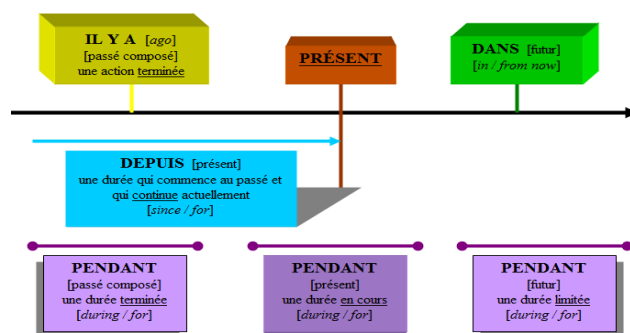 IL Y A [ago]
[passé composé]
une action terminée
PRÉSENT
DANS [futur]
[in / from now]
DEPUIS [présent]
une durée qui commence au passé et
qui continue actuellement
[since / for]
PENDANT
[passé composé]
une durée terminée
[during / for]
PENDANT
[présent]
une durée en cours
[during / for]
PENDANT
[futur]
une durée limitée
[during / for]